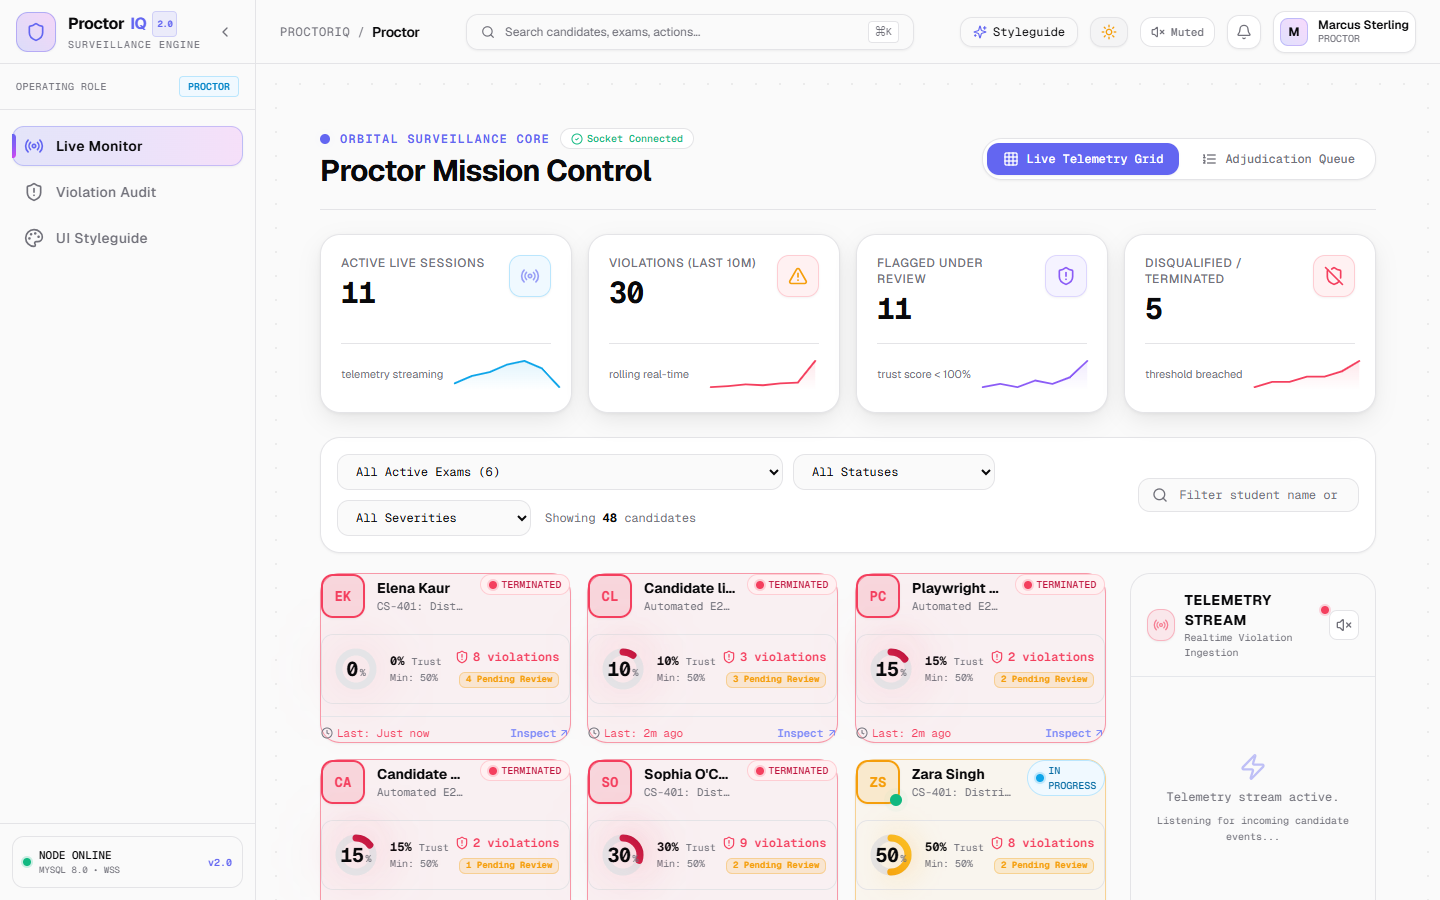 Proctor IQ 2.0
SURVEILLANCE ENGINE
PROCTORIQ / Proctor
Search candidates, exams, actions...
⌘K
Styleguide
Muted
M
Marcus Sterling
PROCTOR
OPERATING ROLE
PROCTOR
Live Monitor
Violation Audit
UI Styleguide
NODE ONLINE
MYSQL 8.0 • WSS
v2.0
ORBITAL SURVEILLANCE CORE
Socket Connected
Proctor Mission Control
Live Telemetry Grid
Adjudication Queue
ACTIVE LIVE SESSIONS
11
telemetry streaming
VIOLATIONS (LAST 10M)
30
rolling real-time
FLAGGED UNDER
REVIEW
11
trust score < 100%
DISQUALIFIED /
TERMINATED
5
threshold breached
All Active Exams (6)
All Statuses
All Severities
Showing 48 candidates
Filter student name or
EK
Elena Kaur
CS-401: Dist…
TERMINATED
0%
0% Trust
Min: 50%
8 violations
4 Pending Review
Last: Just now
Inspect
CL
Candidate li…
Automated E2…
TERMINATED
10%
10% Trust
Min: 50%
3 violations
3 Pending Review
Last: 2m ago
Inspect
PC
Playwright …
Automated E2…
TERMINATED
15%
15% Trust
Min: 50%
2 violations
2 Pending Review
Last: 2m ago
Inspect
CA
Candidate …
Automated E2…
TERMINATED
15%
15% Trust
Min: 50%
2 violations
1 Pending Review
SO
Sophia O'C…
CS-401: Dist…
TERMINATED
30%
30% Trust
Min: 50%
9 violations
2 Pending Review
ZS
Zara Singh
CS-401: Distri…
IN
PROGRESS
50%
50% Trust
Min: 50%
8 violations
2 Pending Review
TELEMETRY
STREAM
Realtime Violation
Ingestion
Telemetry stream active.
Listening for incoming candidate
events...